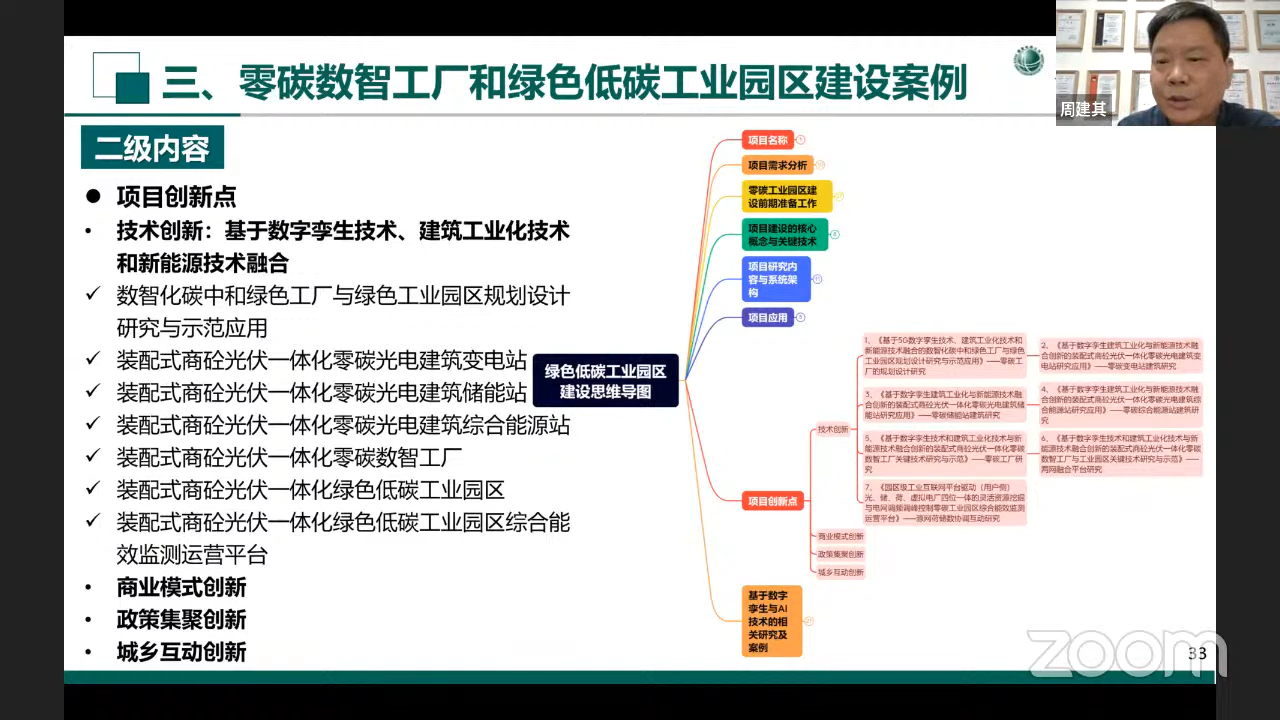 三、零碳数智工厂和绿色低碳工业园区建设案例
周建其
二级内容
● 项目创新点
• 技术创新：基于数字孪生技术、建筑工业化技术
和新能源技术融合
✓ 数智化碳中和绿色工厂与绿色工业园区规划设计
研究与示范应用
✓ 装配式商砼光伏一体化零碳光电建筑变电站
✓ 装配式商砼光伏一体化零碳光电建筑储能站
✓ 装配式商砼光伏一体化零碳光电建筑综合能源站
✓ 装配式商砼光伏一体化零碳数智工厂
✓ 装配式商砼光伏一体化绿色低碳工业园区
✓ 装配式商砼光伏一体化绿色低碳工业园区综合能
效监测运营平台
• 商业模式创新
• 政策集聚创新
• 城乡互动创新
绿色低碳工业园区
建设思维导图
项目名称
项目需求分析
零碳工业园区建
设前期准备工作
项目建设的核心
概念与关键技术
项目研究内
容与系统架
构
项目应用
项目创新点
技术创新
1、《基于5G数字孪生技术、建筑工业化技术和
新能源技术融合的数智化碳中和绿色工厂与绿色
工业园区规划设计研究与示范应用》——零碳工
厂的规划设计研究
2、《基于数字孪生建筑工业化与新能源技术融
合创新的装配式商砼光伏一体化零碳光电建筑变
电站研究应用》——零碳变电站建筑研究
3、《基于数字孪生建筑工业化与新能源技术融
合创新的装配式商砼光伏一体化零碳光电建筑储
能站研究应用》——零碳储能站建筑研究
4、《基于数字孪生建筑工业化与新能源技术融
合创新的装配式商砼光伏一体化零碳光电建筑综
合能源站研究应用》——零碳综合能源站建筑研
究
5、《基于数字孪生技术和建筑工业化技术与新
能源技术融合创新的装配式商砼光伏一体化零碳
数智工厂关键技术研究与示范》——零碳工厂研
究
6、《基于数字孪生技术和建筑工业化技术与新
能源技术融合创新的装配式商砼光伏一体化零碳
数智工厂与工业园区关键技术研究与示范》——
两网融合平台研究
7、《园区级工业互联网平台驱动（用户侧）
光、储、荷、虚拟电厂四位一体的灵活资源挖掘
与电网调频调峰控制零碳工业园区综合能效监测
运营平台》——源网荷储数协调互动研究
商业模式创新
政策集聚创新
城乡互动创新
基于数字
孪生与AI
技术的相
关研究及
案例
zoom
33